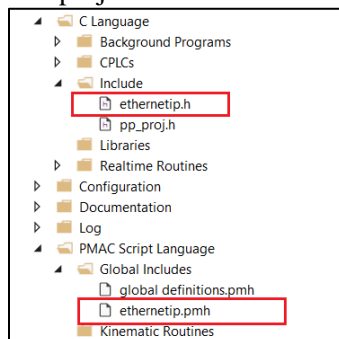 C Language
Background Programs
CPLCs
Include
ethernetip.h
pp_proj.h
Libraries
Realtime Routines
Configuration
Documentation
Log
PMAC Script Language
Global Includes
global definitions.pmh
ethernetip.pmh
Kinematic Routines